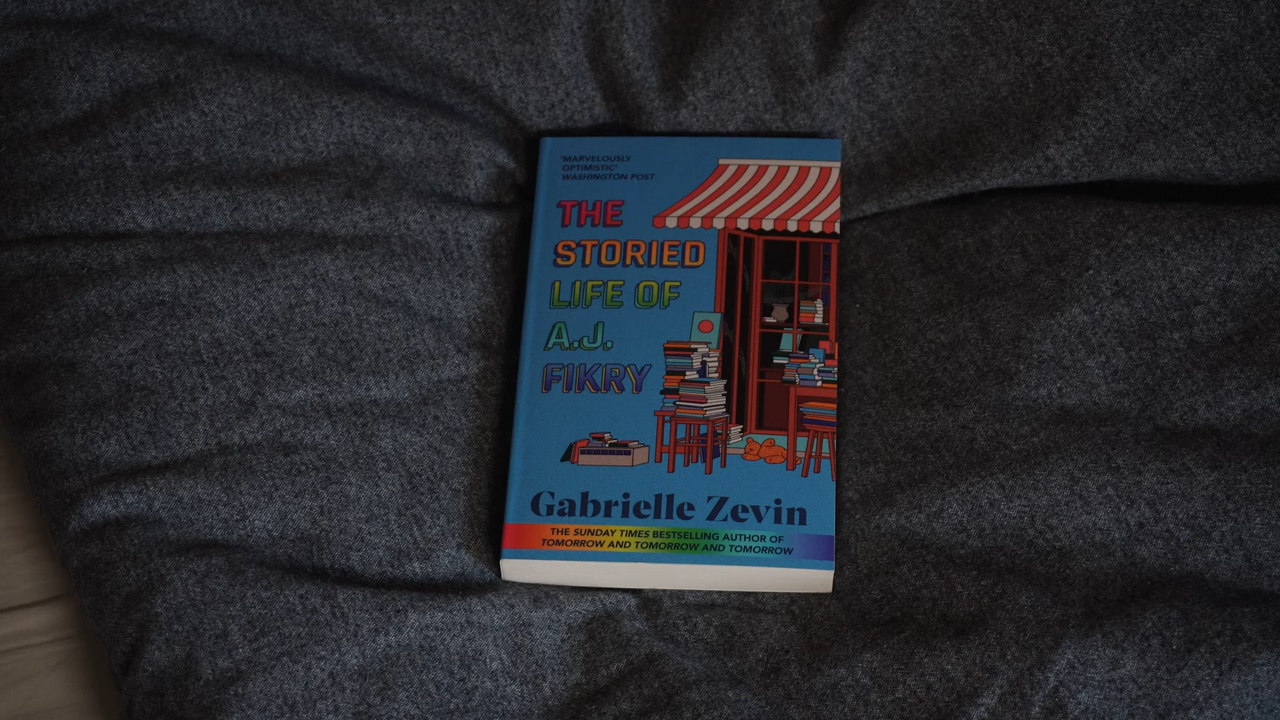 'MARVELOUSLY
OPTIMISTIC'
WASHINGTON POST
THE
STORIED
LIFE OF
A.J.
FIKRY
Gabrielle Zevin
THE SUNDAY TIMES BESTSELLING AUTHOR OF
TOMORROW AND TOMORROW AND TOMORROW